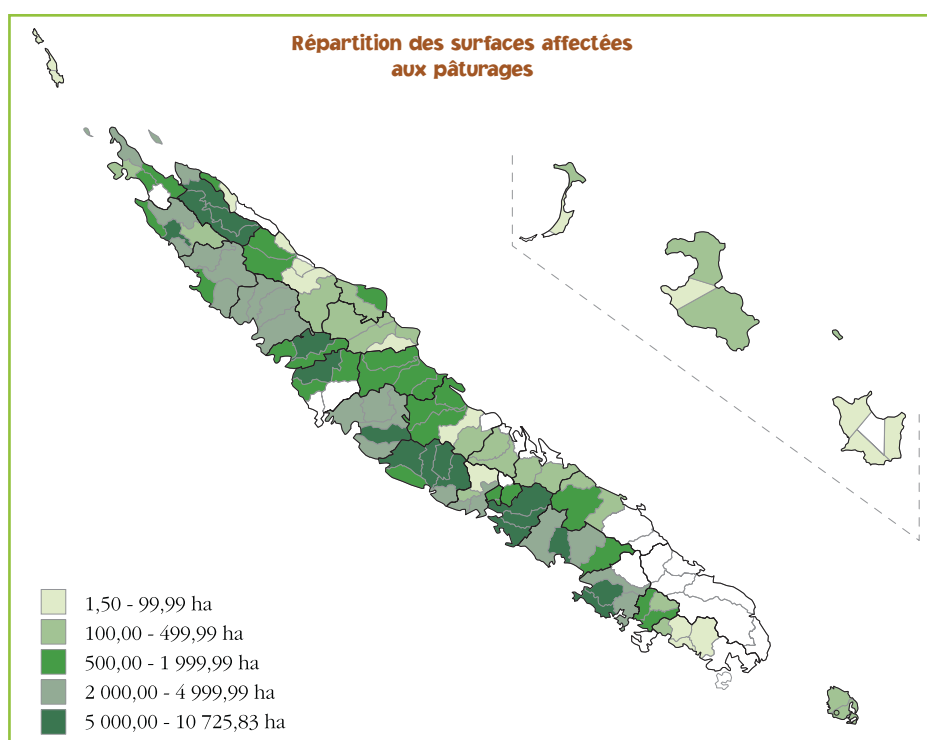 Répartition des surfaces affectées
aux pâturages
1,50 - 99,99 ha
100,00 - 499,99 ha
500,00 - 1 999,99 ha
2 000,00 - 4 999,99 ha
5 000,00 - 10 725,83 ha